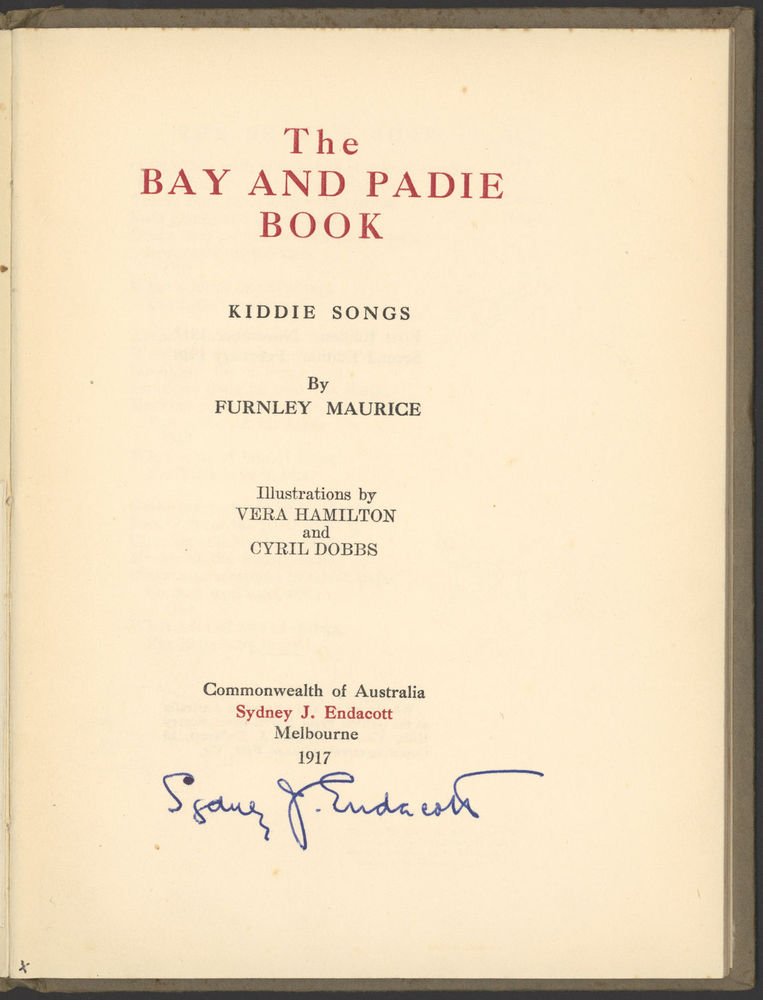 The
BAY AND PADIE
BOOK
KIDDIE SONGS
By
FURNLEY MAURICE
Illustrations by
VERA HAMILTON
and
CYRIL DOBBS
Commonwealth of Australia
Sydney J. Endacott
Melbourne
1917
Sydney J. Endacott
x